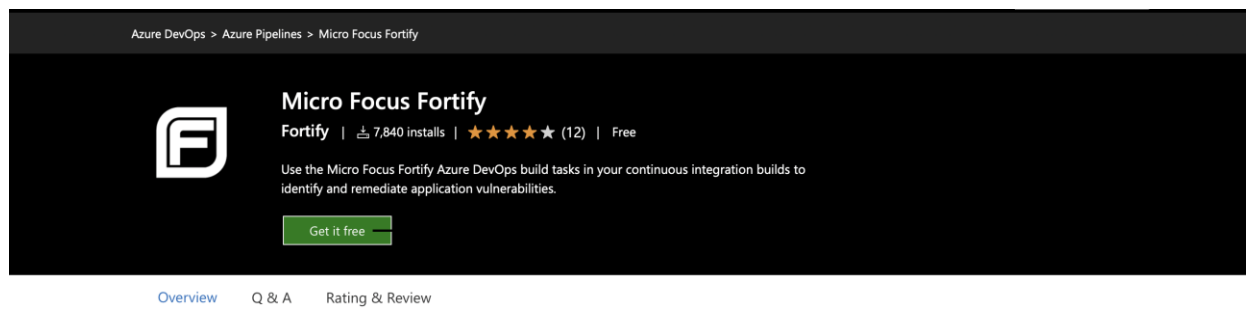 Azure DevOps > Azure Pipelines > Micro Focus Fortify
F
Micro Focus Fortify
Fortify | 7,840 installs | ★★★★★ (12) | Free
Use the Micro Focus Fortify Azure DevOps build tasks in your continuous integration builds to
identify and remediate application vulnerabilities.
Get it free
Overview Q & A Rating & Review